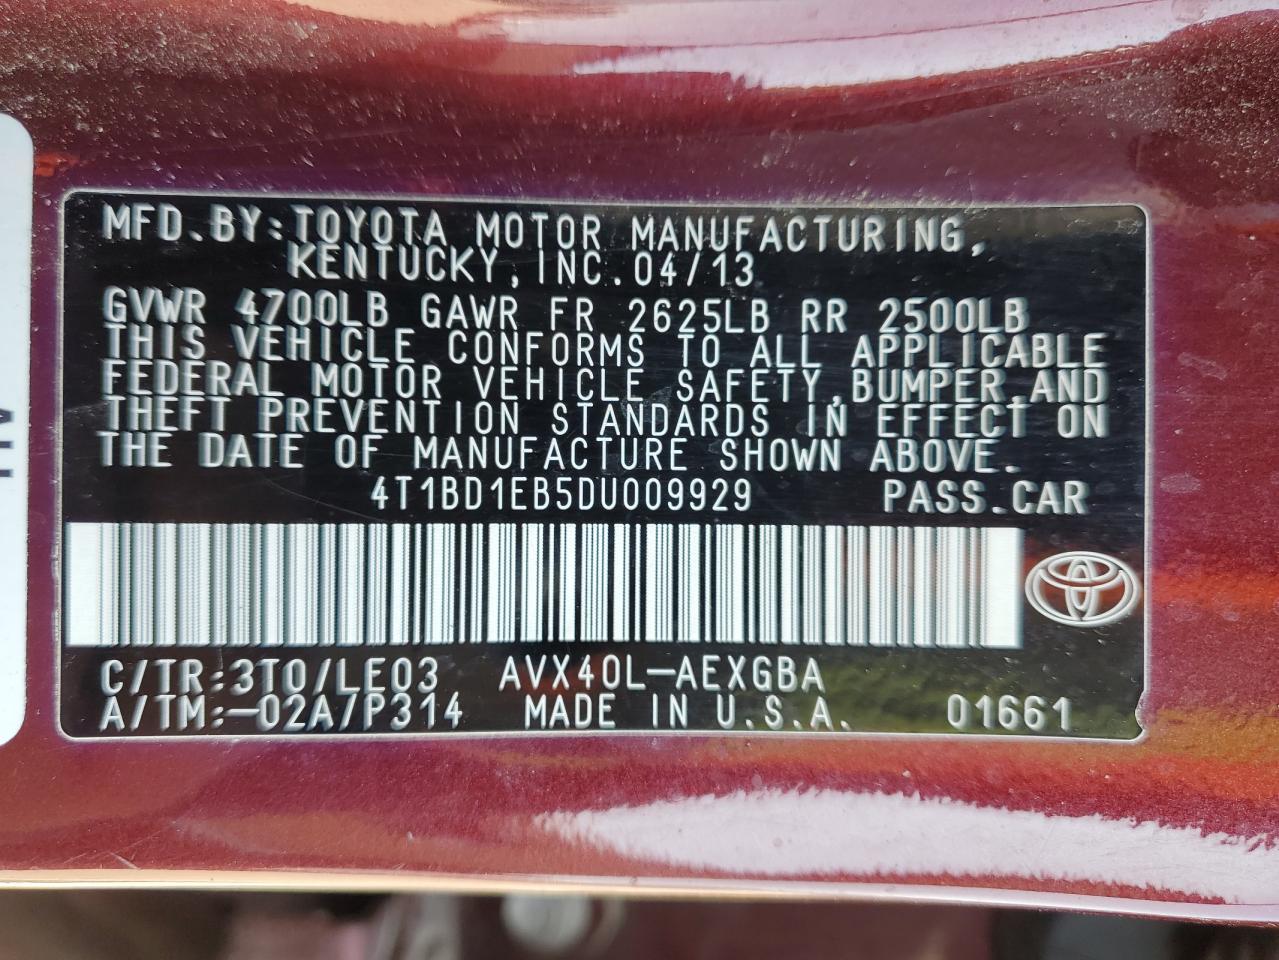 MFD.BY:TOYOTA MOTOR MANUFACTURING,
KENTUCKY,INC.04/13
GVWR 4700LB GAWR FR 2625LB RR 2500LB
THIS VEHICLE CONFORMS TO ALL APPLICABLE
FEDERAL MOTOR VEHICLE SAFETY,BUMPER,AND
THEFT PREVENTION STANDARDS IN EFFECT ON
THE DATE OF MANUFACTURE SHOWN ABOVE.
4T1BD1EB5DU009929 PASS.CAR
C/TR:3T0/LE03 AVX40L-AEXGBA
A/TM:-02A/P314 MADE IN U.S.A. 01661